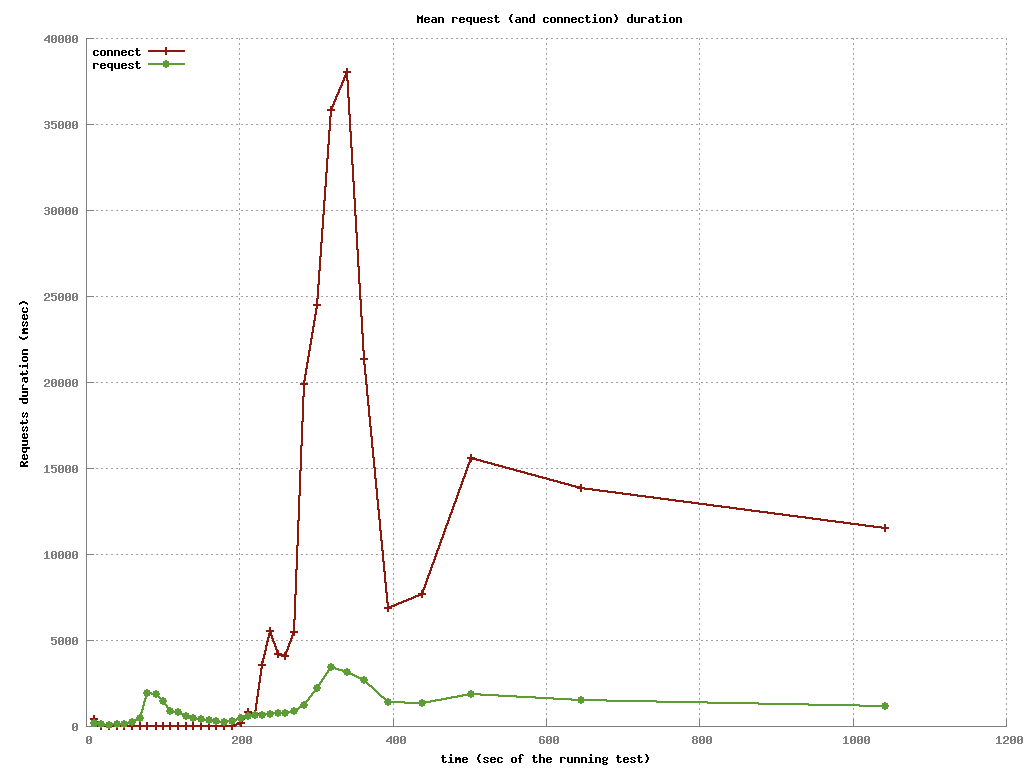 Mean request (and connection) duration
connect
request
40000
35000
30000
25000
20000
15000
10000
5000
0
Requests duration (msec)
0 200 400 600 800 1000 1200
time (sec of the running test)